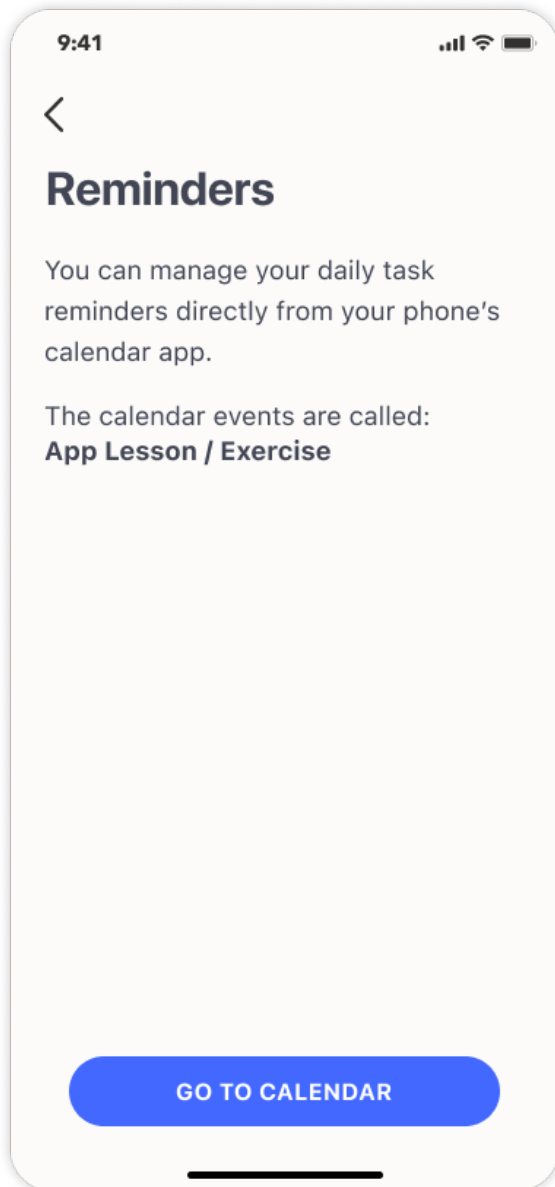 9:41
Reminders
You can manage your daily task
reminders directly from your phone’s
calendar app.
The calendar events are called:
App Lesson / Exercise
GO TO CALENDAR